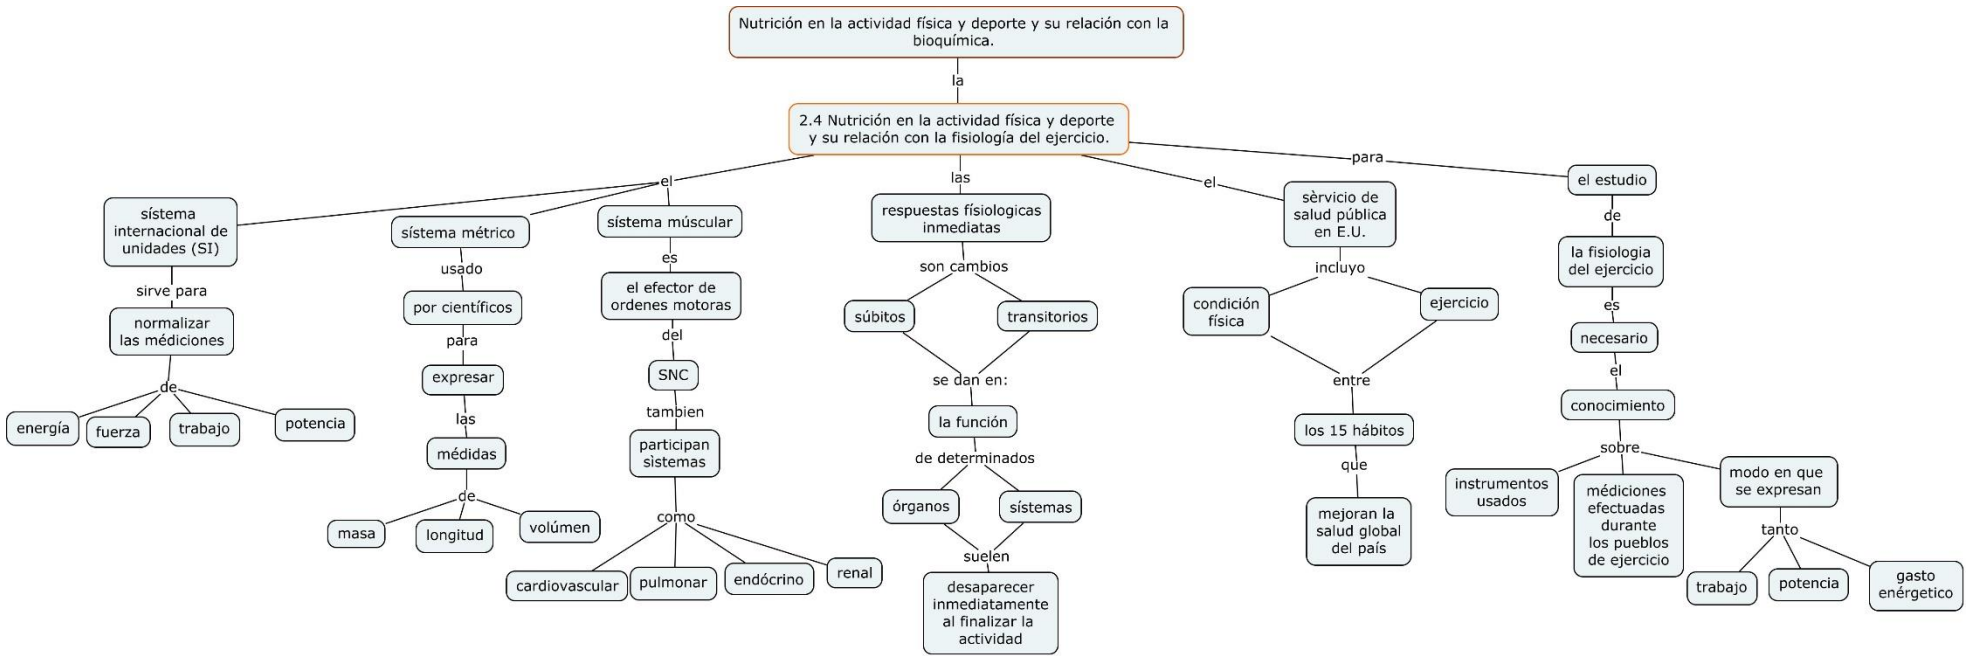 Nutrición en la actividad física y deporte y su relación con la
bioquímica.
la
2.4 Nutrición en la actividad física y deporte
y su relación con la fisiología del ejercicio.
el
sístema
internacional de
unidades (SI)
sirve para
normalizar
las médiciones
de
energía
fuerza
trabajo
potencia
sístema métrico
usado
por científicos
para
expresar
las
médidas
de
masa
longitud
volúmen
sístema múscular
es
el efector de
ordenes motoras
del
SNC
tambien
participan
sìstemas
como
cardiovascular
pulmonar
endócrino
renal
las
respuestas físiologicas
inmediatas
son cambios
súbitos
transitorios
se dan en:
la función
de determinados
órganos
sístemas
suelen
desaparecer
inmediatamente
al finalizar la
actividad
el
sèrvicio de
salud pública
en E.U.
incluyo
condición
física
ejercicio
entre
los 15 hábitos
que
mejoran la
salud global
del país
para
el estudio
de
la fisiologia
del ejercicio
es
necesario
el
conocimiento
sobre
instrumentos
usados
médiciones
efectuadas
durante
los pueblos
de ejercicio
modo en que
se expresan
tanto
trabajo
potencia
gasto
enérgetico